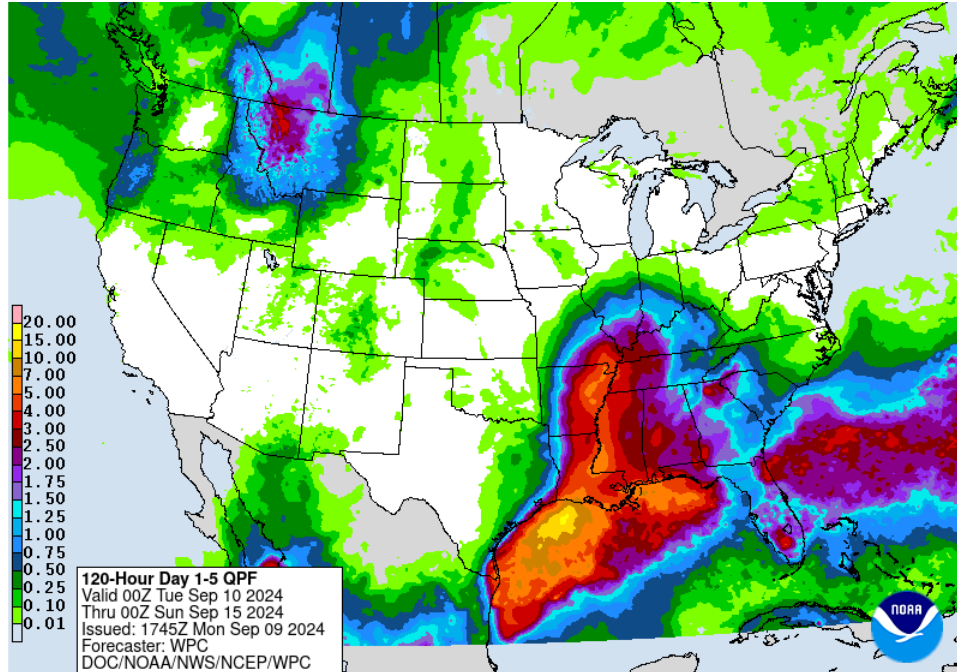 20.00
15.00
10.00
7.00
5.00
4.00
3.00
2.50
2.00
1.75
1.50
1.25
1.00
0.75
0.50
0.25
0.10
0.01
120-Hour Day 1-5 QPF
Valid 00Z Tue Sep 10 2024
Thru 00Z Sun Sep 15 2024
Issued: 1745Z Mon Sep 09 2024
Forecaster: WPC
DOC/NOAA/NWS/NCEP/WPC
NOAA